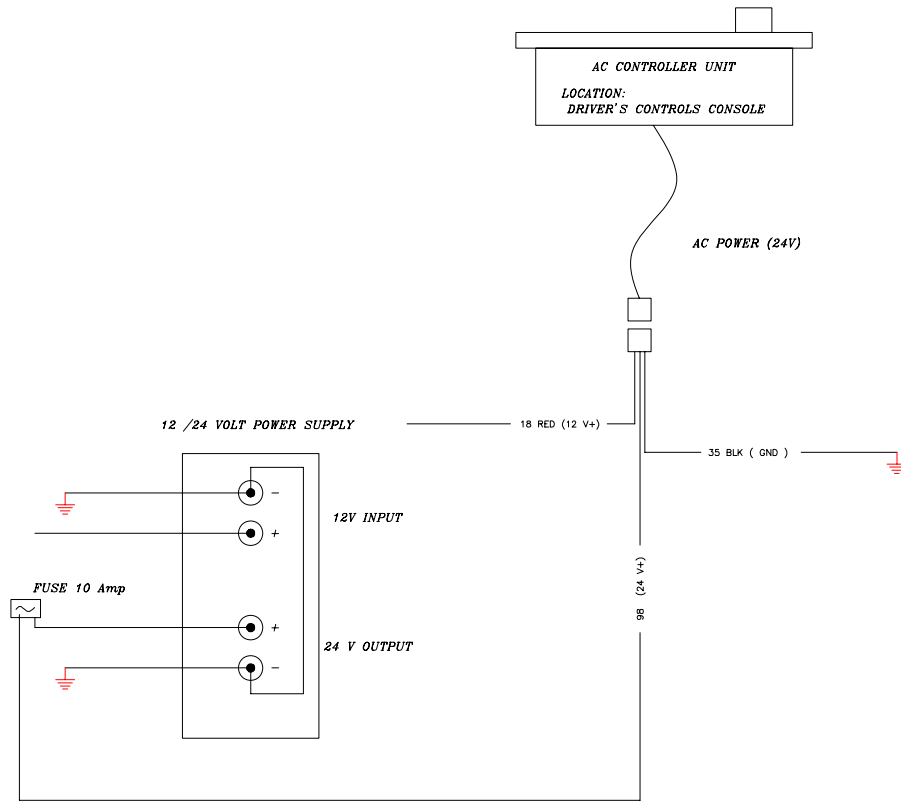 AC CONTROLLER UNIT
LOCATION:
DRIVER'S CONTROLS CONSOLE
AC POWER (24V)
12 /24 VOLT POWER SUPPLY
18 RED (12 V+)
35 BLK ( GND )
-
12V INPUT
+
98 (24 V+)
FUSE 10 Amp
+
24 V OUTPUT
-